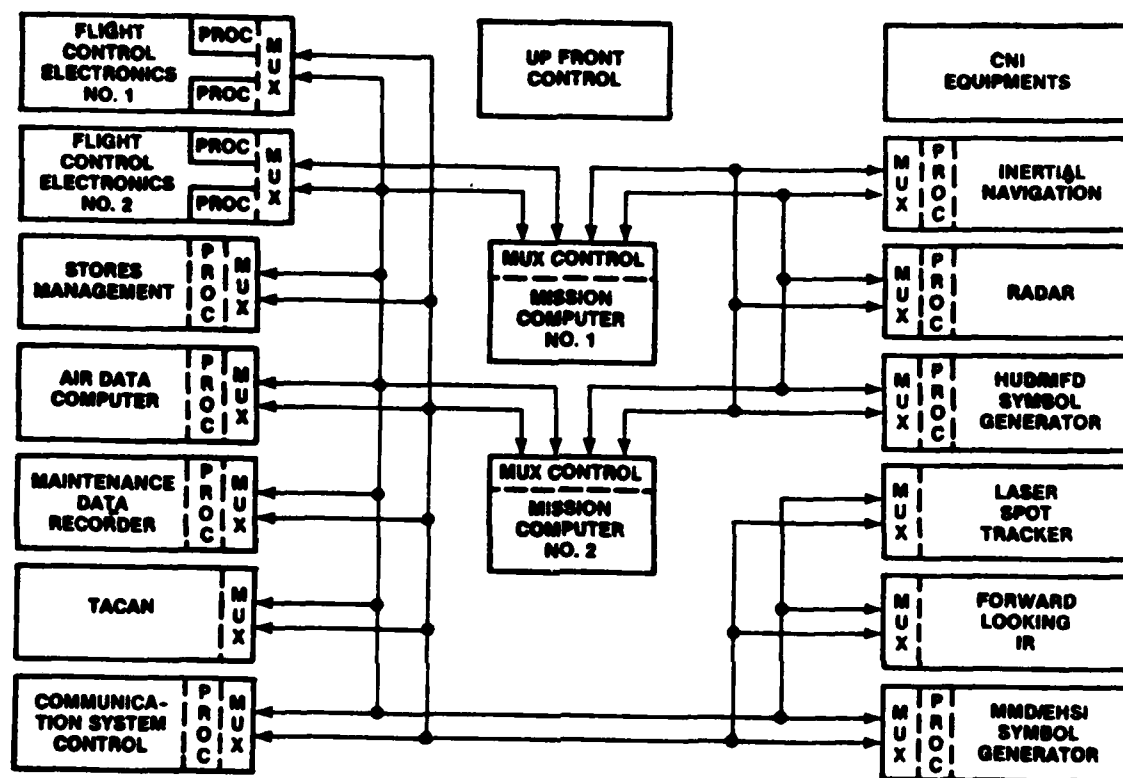 FLIGHT
CONTROL
ELECTRONICS
NO. 1
PROC
PROC
MUX
FLIGHT
CONTROL
ELECTRONICS
NO. 2
PROC
PROC
MUX
STORES
MANAGEMENT
PROC
MUX
AIR DATA
COMPUTER
PROC
MUX
MAINTENANCE
DATA
RECORDER
PROC
MUX
TACAN
MUX
COMMUNICA-
TION SYSTEM
CONTROL
PROC
MUX
UP FRONT
CONTROL
MUX CONTROL
MISSION
COMPUTER
NO. 1
MUX CONTROL
MISSION
COMPUTER
NO. 2
CNI
EQUIPMENTS
MUX
PROC
INERTIAL
NAVIGATION
MUX
PROC
RADAR
MUX
PROC
HUD/MFD
SYMBOL
GENERATOR
MUX
LASER
SPOT
TRACKER
MUX
FORWARD
LOOKING
IR
MUX
PROC
MMD/EHSI
SYMBOL
GENERATOR